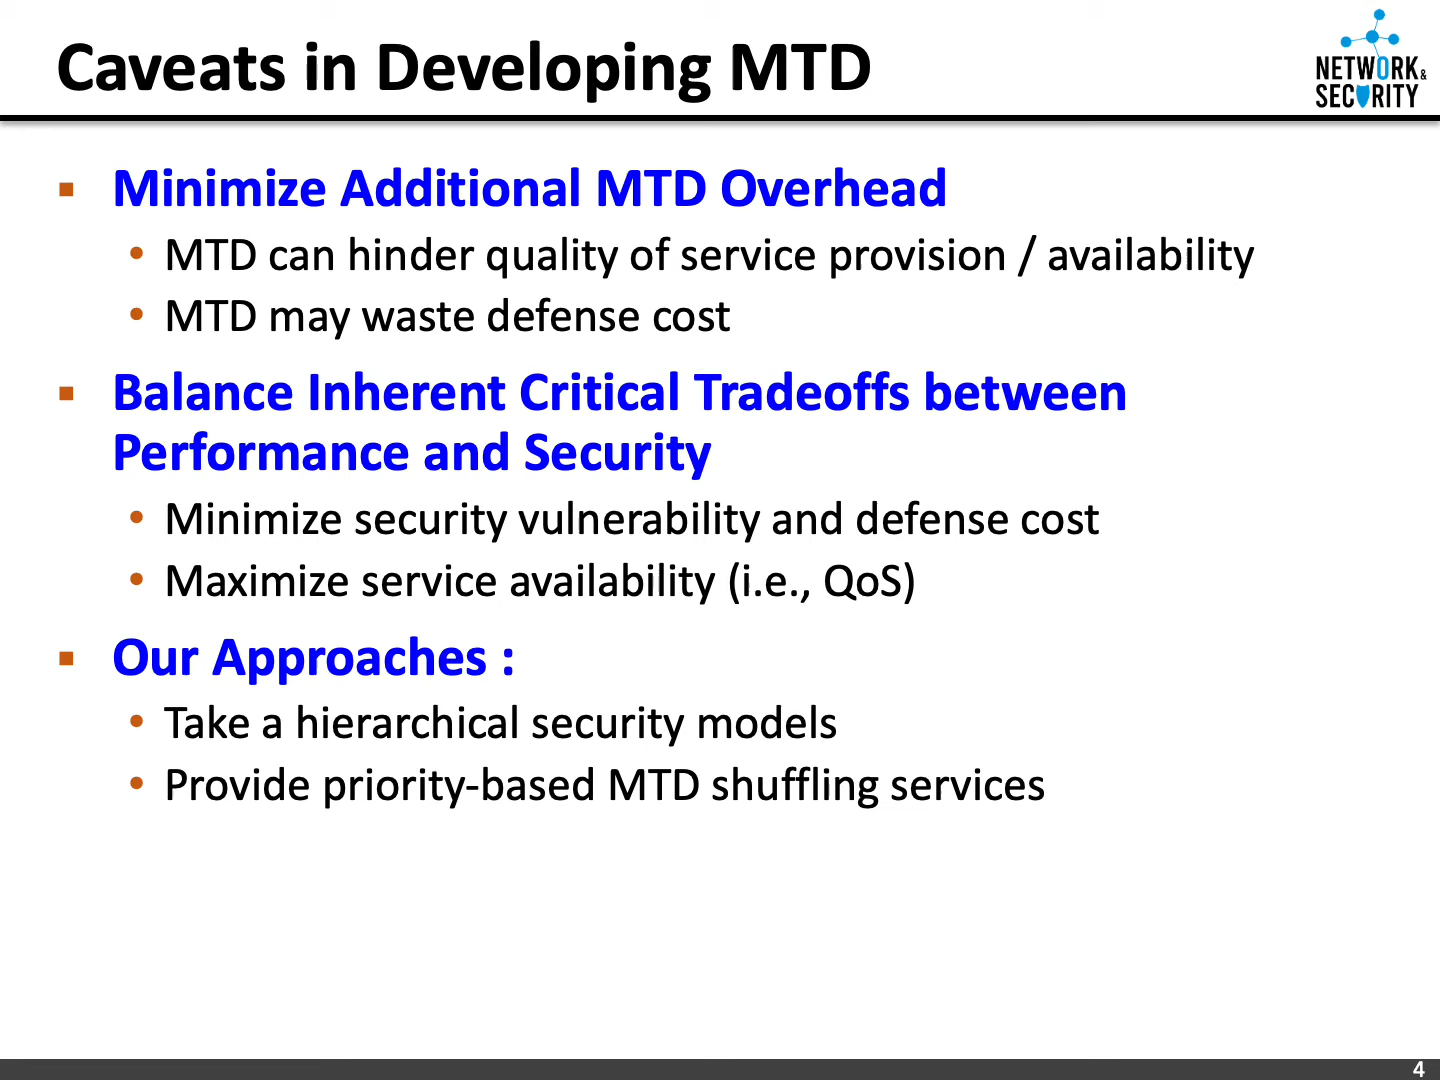 Caveats in Developing MTD
NETWORK&
SECURITY
▪ Minimize Additional MTD Overhead
• MTD can hinder quality of service provision / availability
• MTD may waste defense cost
▪ Balance Inherent Critical Tradeoffs between
Performance and Security
• Minimize security vulnerability and defense cost
• Maximize service availability (i.e., QoS)
▪ Our Approaches :
• Take a hierarchical security models
• Provide priority-based MTD shuffling services
4